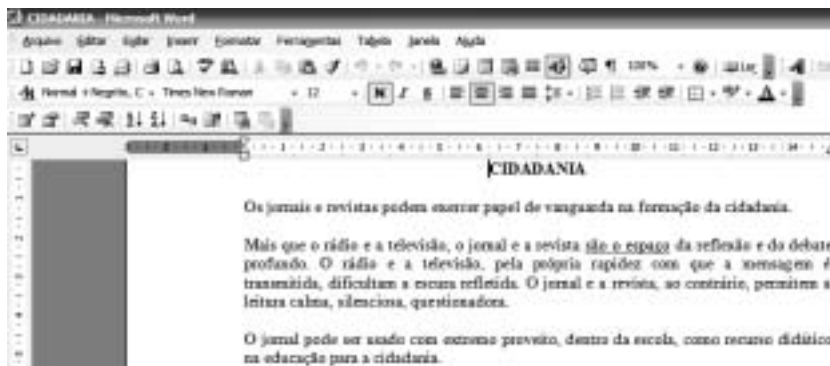 CIDADANIA - Microsoft Word
Arquivo Editar Exibir Inserir Formatar Ferramentas Tabela Janela Ajuda
100% Ler
Normal + Negrito, C Times New Roman 12 N I S
CIDADANIA
Os jornais e revistas podem exercer papel de vanguarda na formação da cidadania.
Mais que o rádio e a televisão, o jornal e a revista são o espaço da reflexão e do debate
profundo. O rádio e a televisão, pela própria rapidez com que a mensagem é
transmitida, dificultam a escuta refletida. O jornal e a revista, ao contrário, permitem a
leitura calma, silenciosa, questionadora.
O jornal pode ser usado com extremo proveito, dentro da escola, como recurso didático
na educação para a cidadania.